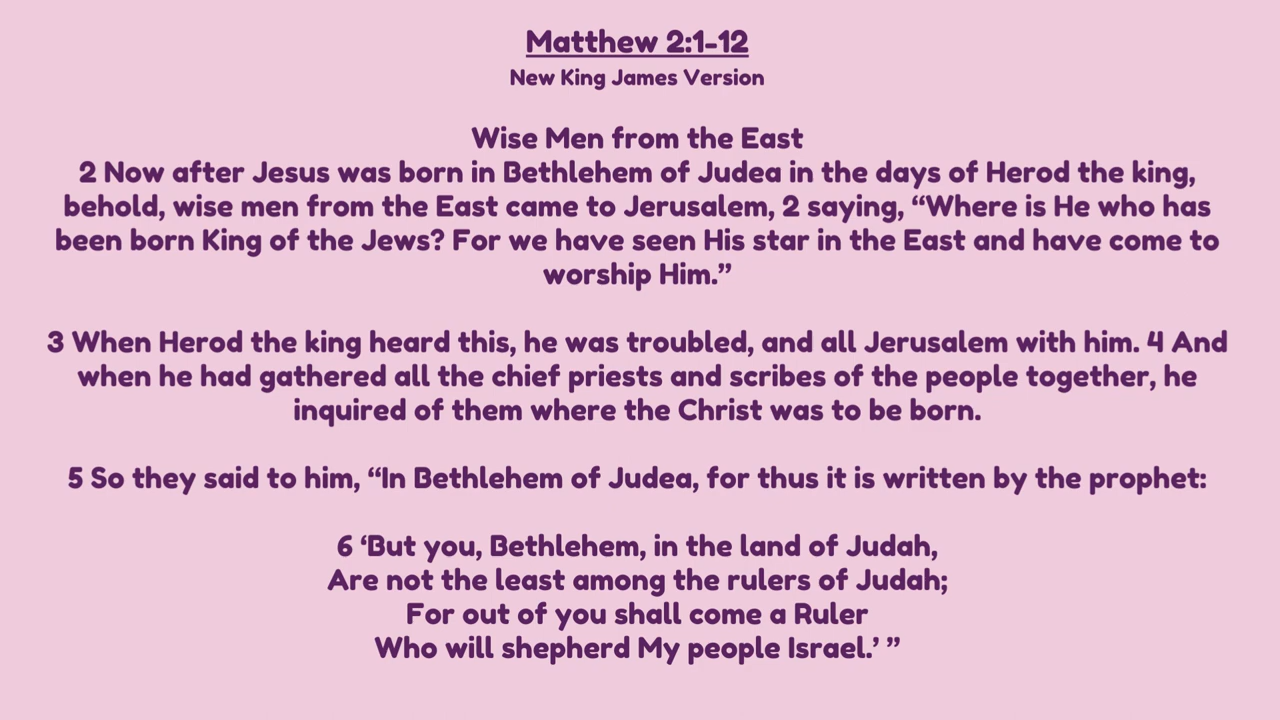 Matthew 2:1-12
New King James Version
Wise Men from the East
2 Now after Jesus was born in Bethlehem of Judea in the days of Herod the king,
behold, wise men from the East came to Jerusalem, 2 saying, “Where is He who has
been born King of the Jews? For we have seen His star in the East and have come to
worship Him.”
3 When Herod the king heard this, he was troubled, and all Jerusalem with him. 4 And
when he had gathered all the chief priests and scribes of the people together, he
inquired of them where the Christ was to be born.
5 So they said to him, “In Bethlehem of Judea, for thus it is written by the prophet:
6 ‘But you, Bethlehem, in the land of Judah,
Are not the least among the rulers of Judah;
For out of you shall come a Ruler
Who will shepherd My people Israel.’ ”